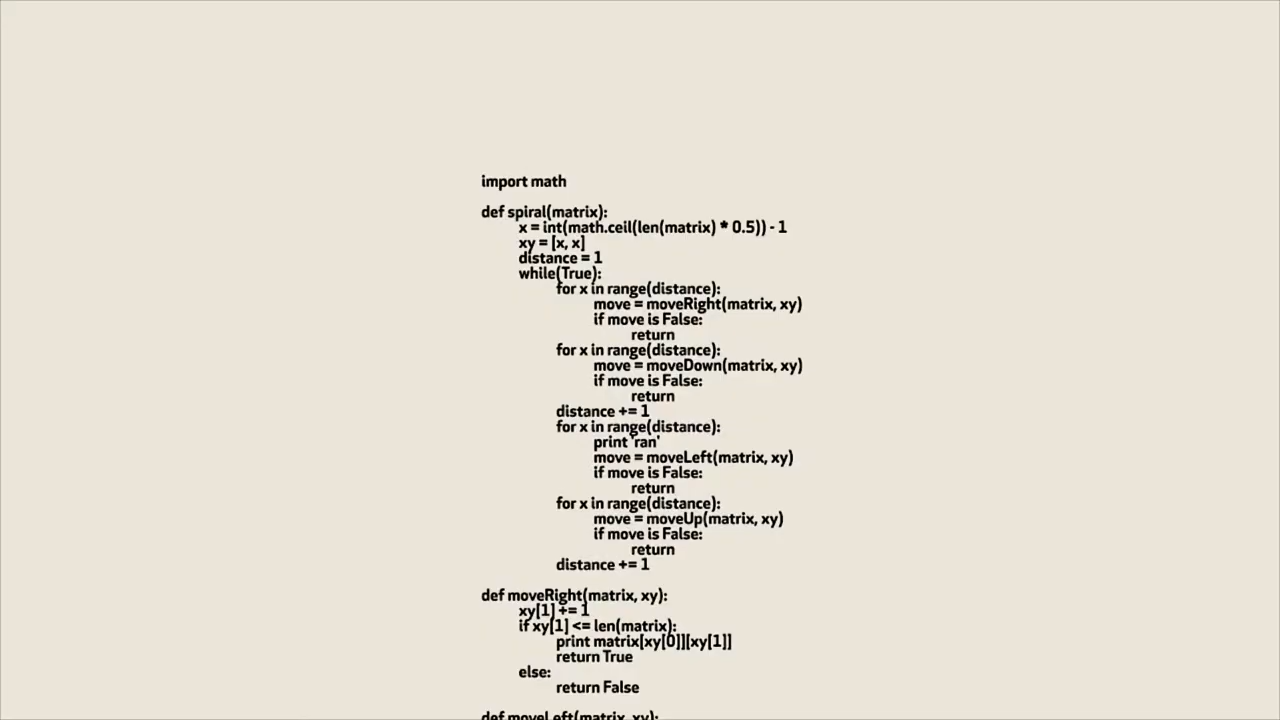 import math
def spiral(matrix):
x = int(math.ceil(len(matrix) * 0.5)) - 1
xy = [x, x]
distance = 1
while(True):
for x in range(distance):
move = moveRight(matrix, xy)
if move is False:
return
for x in range(distance):
move = moveDown(matrix, xy)
if move is False:
return
distance += 1
for x in range(distance):
print 'ran'
move = moveLeft(matrix, xy)
if move is False:
return
for x in range(distance):
move = moveUp(matrix, xy)
if move is False:
return
distance += 1
def moveRight(matrix, xy):
xy[1] += 1
if xy[1] <= len(matrix):
print matrix[xy[0]][xy[1]]
return True
else:
return False
def moveLeft(matrix, xy):